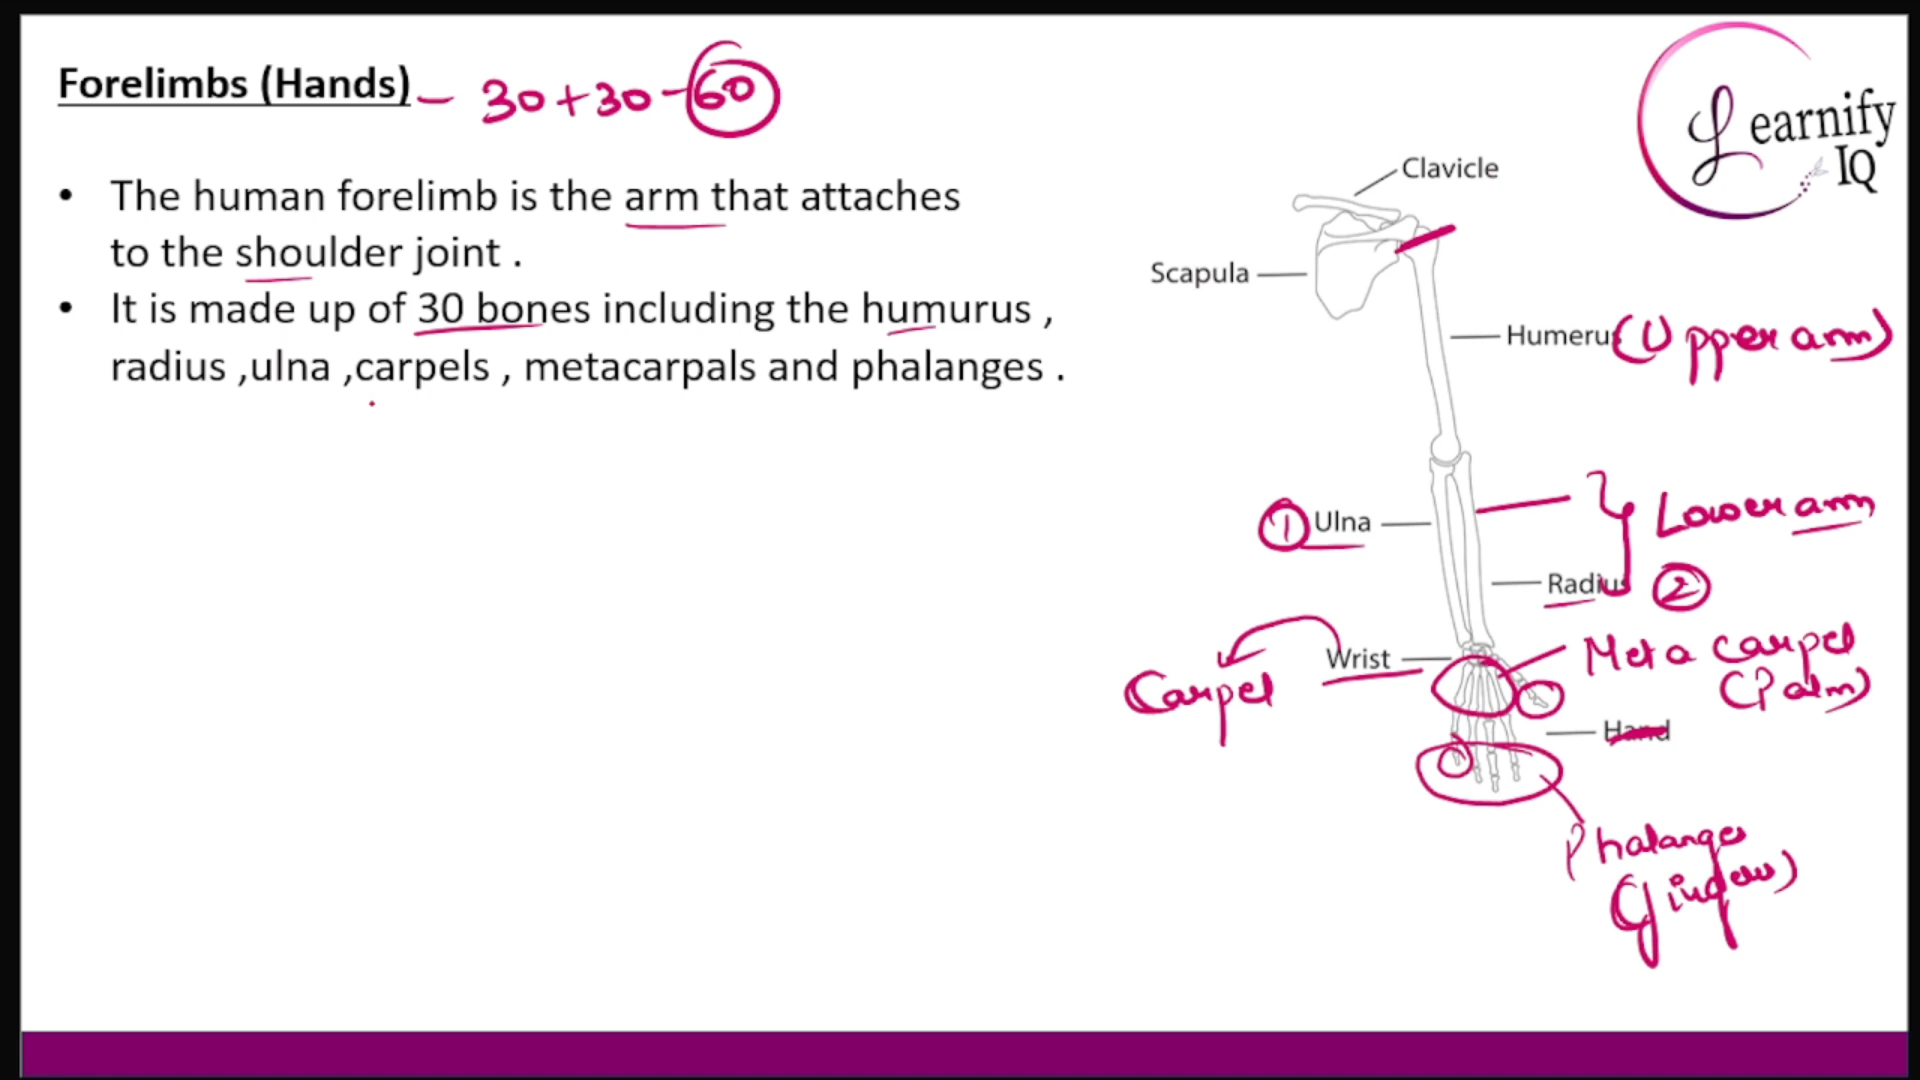 Forelimbs (Hands) - 30+30-60
• The human forelimb is the arm that attaches
to the shoulder joint .
• It is made up of 30 bones including the humurus ,
radius ,ulna ,carpels , metacarpals and phalanges .
Learnify
IQ
Clavicle
Scapula
Humerus (Upper arm)
① Ulna
Lower arm
Radius ②
Wrist
Carpel
Meta carpel
(Palm)
Hand
Phalanges
(fingers)